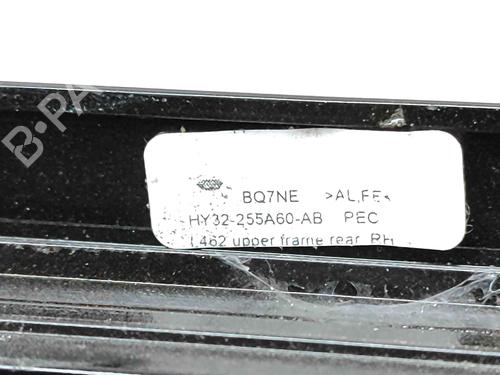 B-PA
BQ7NE >AL,FE<
HY32-255A60-AB PEC
L462 upper frame rear RH